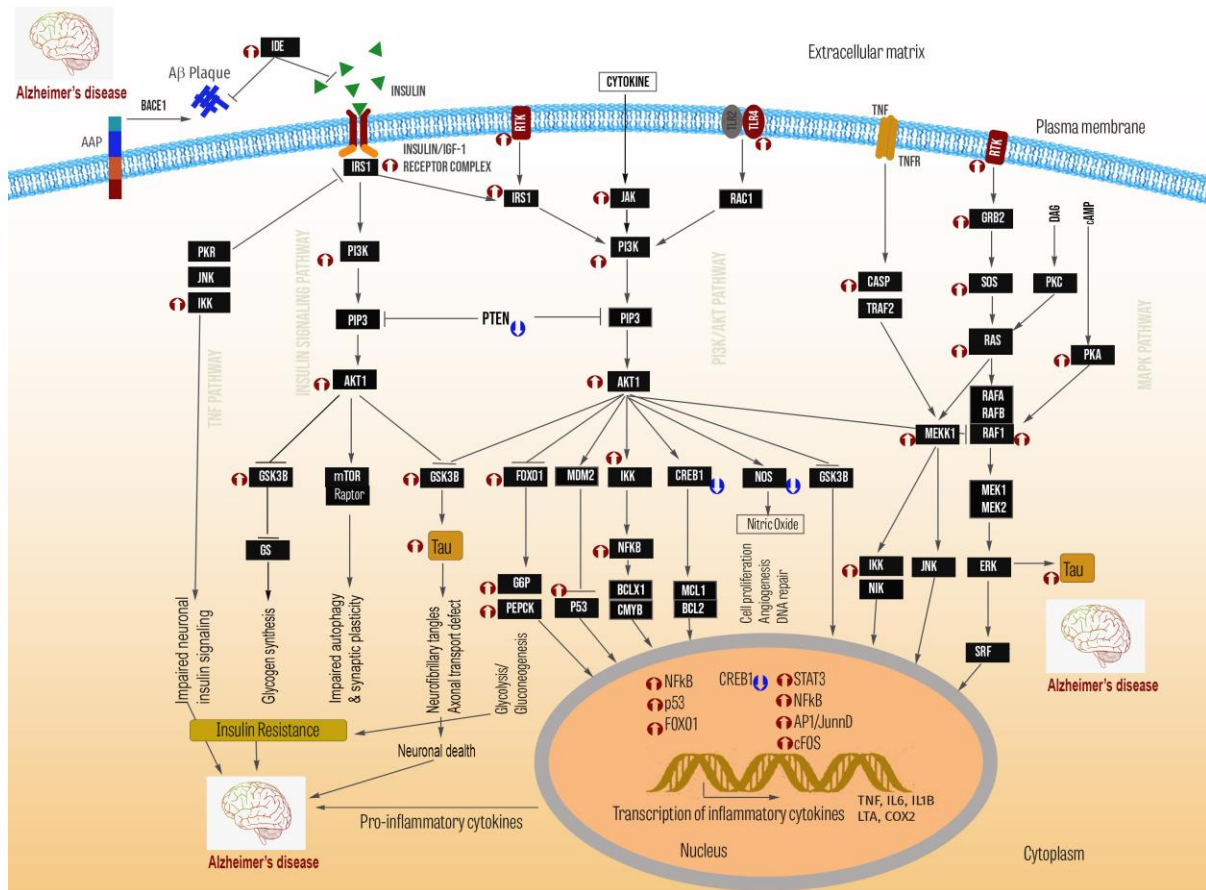 Extracellular matrix
IDE
Aβ Plaque
Alzheimer's disease
BACE1
INSULIN
CYTOKINE
AAP
RTK
TLR2
TLR4
TNF
TNFR
Plasma membrane
RTK
INSULIN/IGF-1
RECEPTOR COMPLEX
IRS1
IRS1
JAK
RAC1
GRB2
DAG
cAMP
PKR
JNK
IKK
PI3K
PI3K
CASP
TRAF2
SOS
PKC
TNF PATHWAY
INSULIN SIGNALING PATHWAY
PI3K/AKT PATHWAY
MAPK PATHWAY
PIP3
PTEN
PIP3
RAS
PKA
AKT1
AKT1
RAFA
RAFB
RAF1
MEKK1
GSK3B
mTOR
Raptor
GSK3B
FOXO1
MDM2
IKK
CREB1
NOS
GSK3B
MEK1
MEK2
Nitric Oxide
GS
Tau
NFKB
IKK
NIK
JNK
ERK
Tau
G6P
PEPCK
P53
BCLX1
CMYB
MCL1
BCL2
Cell proliferation
Angiogenesis
DNA repair
SRF
Impaired neuronal
insulin signaling
Glycogen synthesis
Impaired autophagy
& synaptic plasticity
Neurofibrillary tangles
Axonal transport defect
Glycolysis/
Gluconeogenesis
Alzheimer's disease
NFkB
p53
FOXO1
CREB1
STAT3
NFkB
AP1/JunnD
cFOS
Insulin Resistance
Neuronal death
Transcription of inflammatory cytokines
TNF, IL6, IL1B
LTA, COX2
Pro-inflammatory cytokines
Nucleus
Cytoplasm
Alzheimer's disease